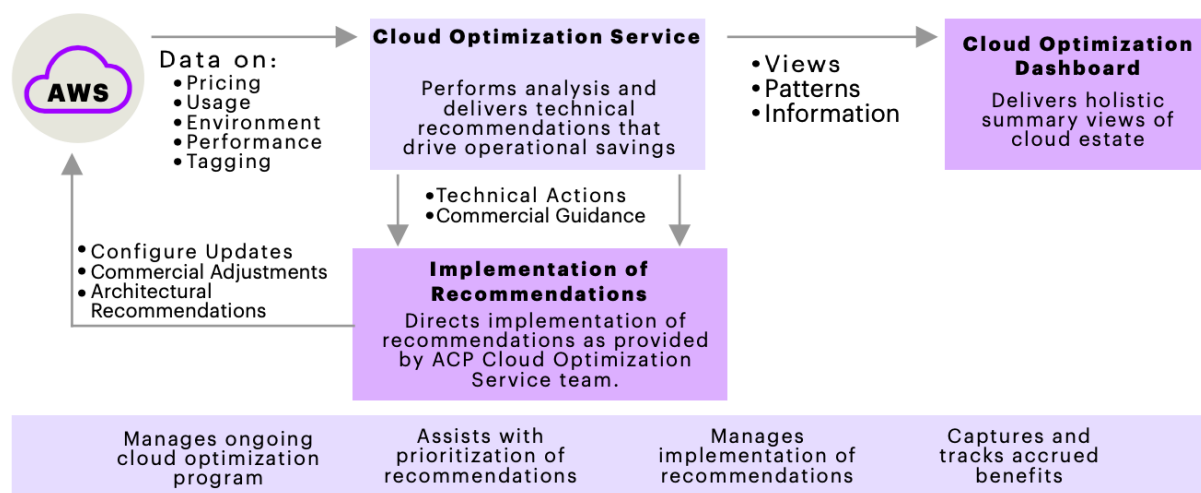 AWS
Data on:
•Pricing
•Usage
•Environment
•Performance
•Tagging
Cloud Optimization Service
Performs analysis and
delivers technical
recommendations that
drive operational savings
•Views
•Patterns
•Information
Cloud Optimization
Dashboard
Delivers holistic
summary views of
cloud estate
•Technical Actions
•Commercial Guidance
• Configure Updates
• Commercial Adjustments
• Architectural
Recommendations
Implementation of
Recommendations
Directs implementation of
recommendations as provided
by ACP Cloud Optimization
Service team.
Manages ongoing
cloud optimization
program
Assists with
prioritization of
recommendations
Manages
implementation of
recommendations
Captures and
tracks accrued
benefits